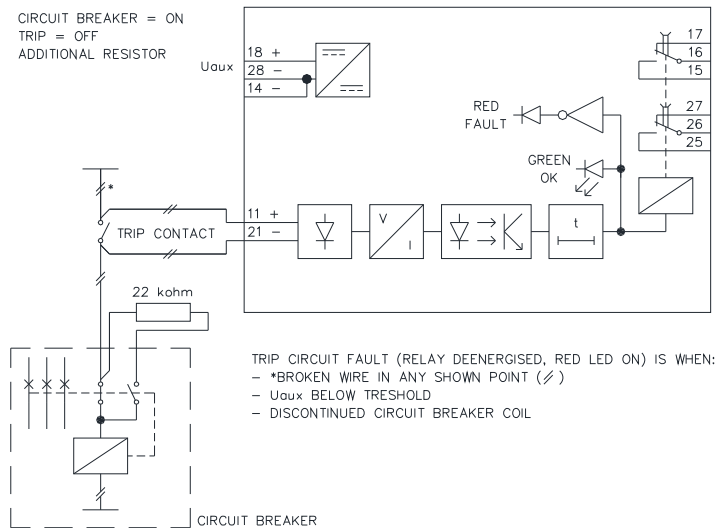 CIRCUIT BREAKER = ON
TRIP = OFF
ADDITIONAL RESISTOR
Uaux
18 +
28 −
14 −
17
16
15
27
26
25
RED
FAULT
GREEN
OK
*
TRIP CONTACT
11 +
21 −
V
I
t
22 kohm
TRIP CIRCUIT FAULT (RELAY DEENERGISED, RED LED ON) IS WHEN:
− *BROKEN WIRE IN ANY SHOWN POINT (//)
− Uaux BELOW TRESHOLD
− DISCONTINUED CIRCUIT BREAKER COIL
CIRCUIT BREAKER